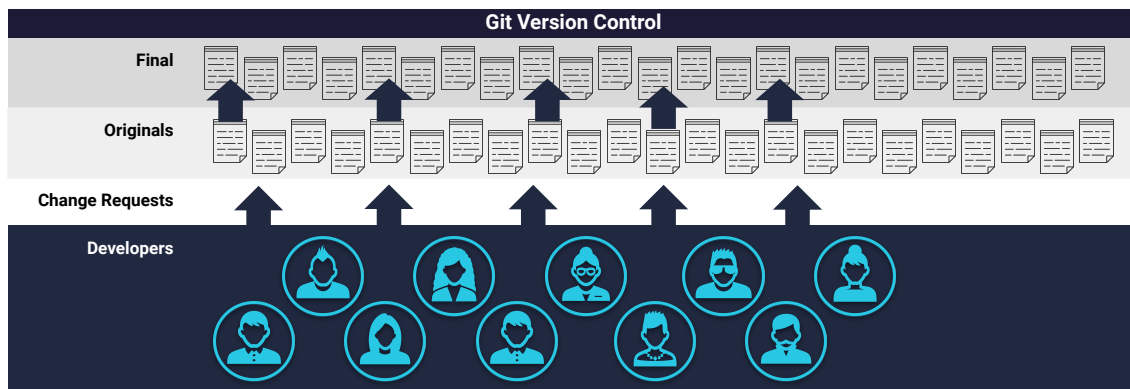 Git Version Control
Final
Originals
Change Requests
Developers